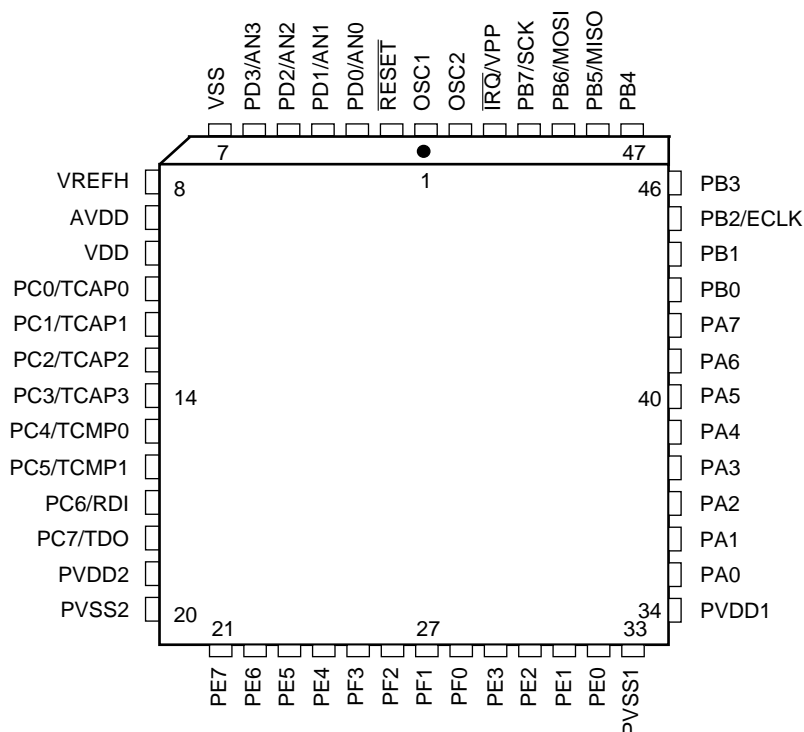 VSS
PD3/AN3
PD2/AN2
PD1/AN1
PD0/AN0
RESET
OSC1
OSC2
IRQ/VPP
PB7/SCK
PB6/MOSI
PB5/MISO
PB4
7
47
1
VREFH
8
46
PB3
AVDD
PB2/ECLK
VDD
PB1
PC0/TCAP0
PB0
PC1/TCAP1
PA7
PC2/TCAP2
PA6
PC3/TCAP3
14
40
PA5
PC4/TCMP0
PA4
PC5/TCMP1
PA3
PC6/RDI
PA2
PC7/TDO
PA1
PVDD2
PA0
PVSS2
20
34
PVDD1
21
27
33
PE7
PE6
PE5
PE4
PF3
PF2
PF1
PF0
PE3
PE2
PE1
PE0
PVSS1